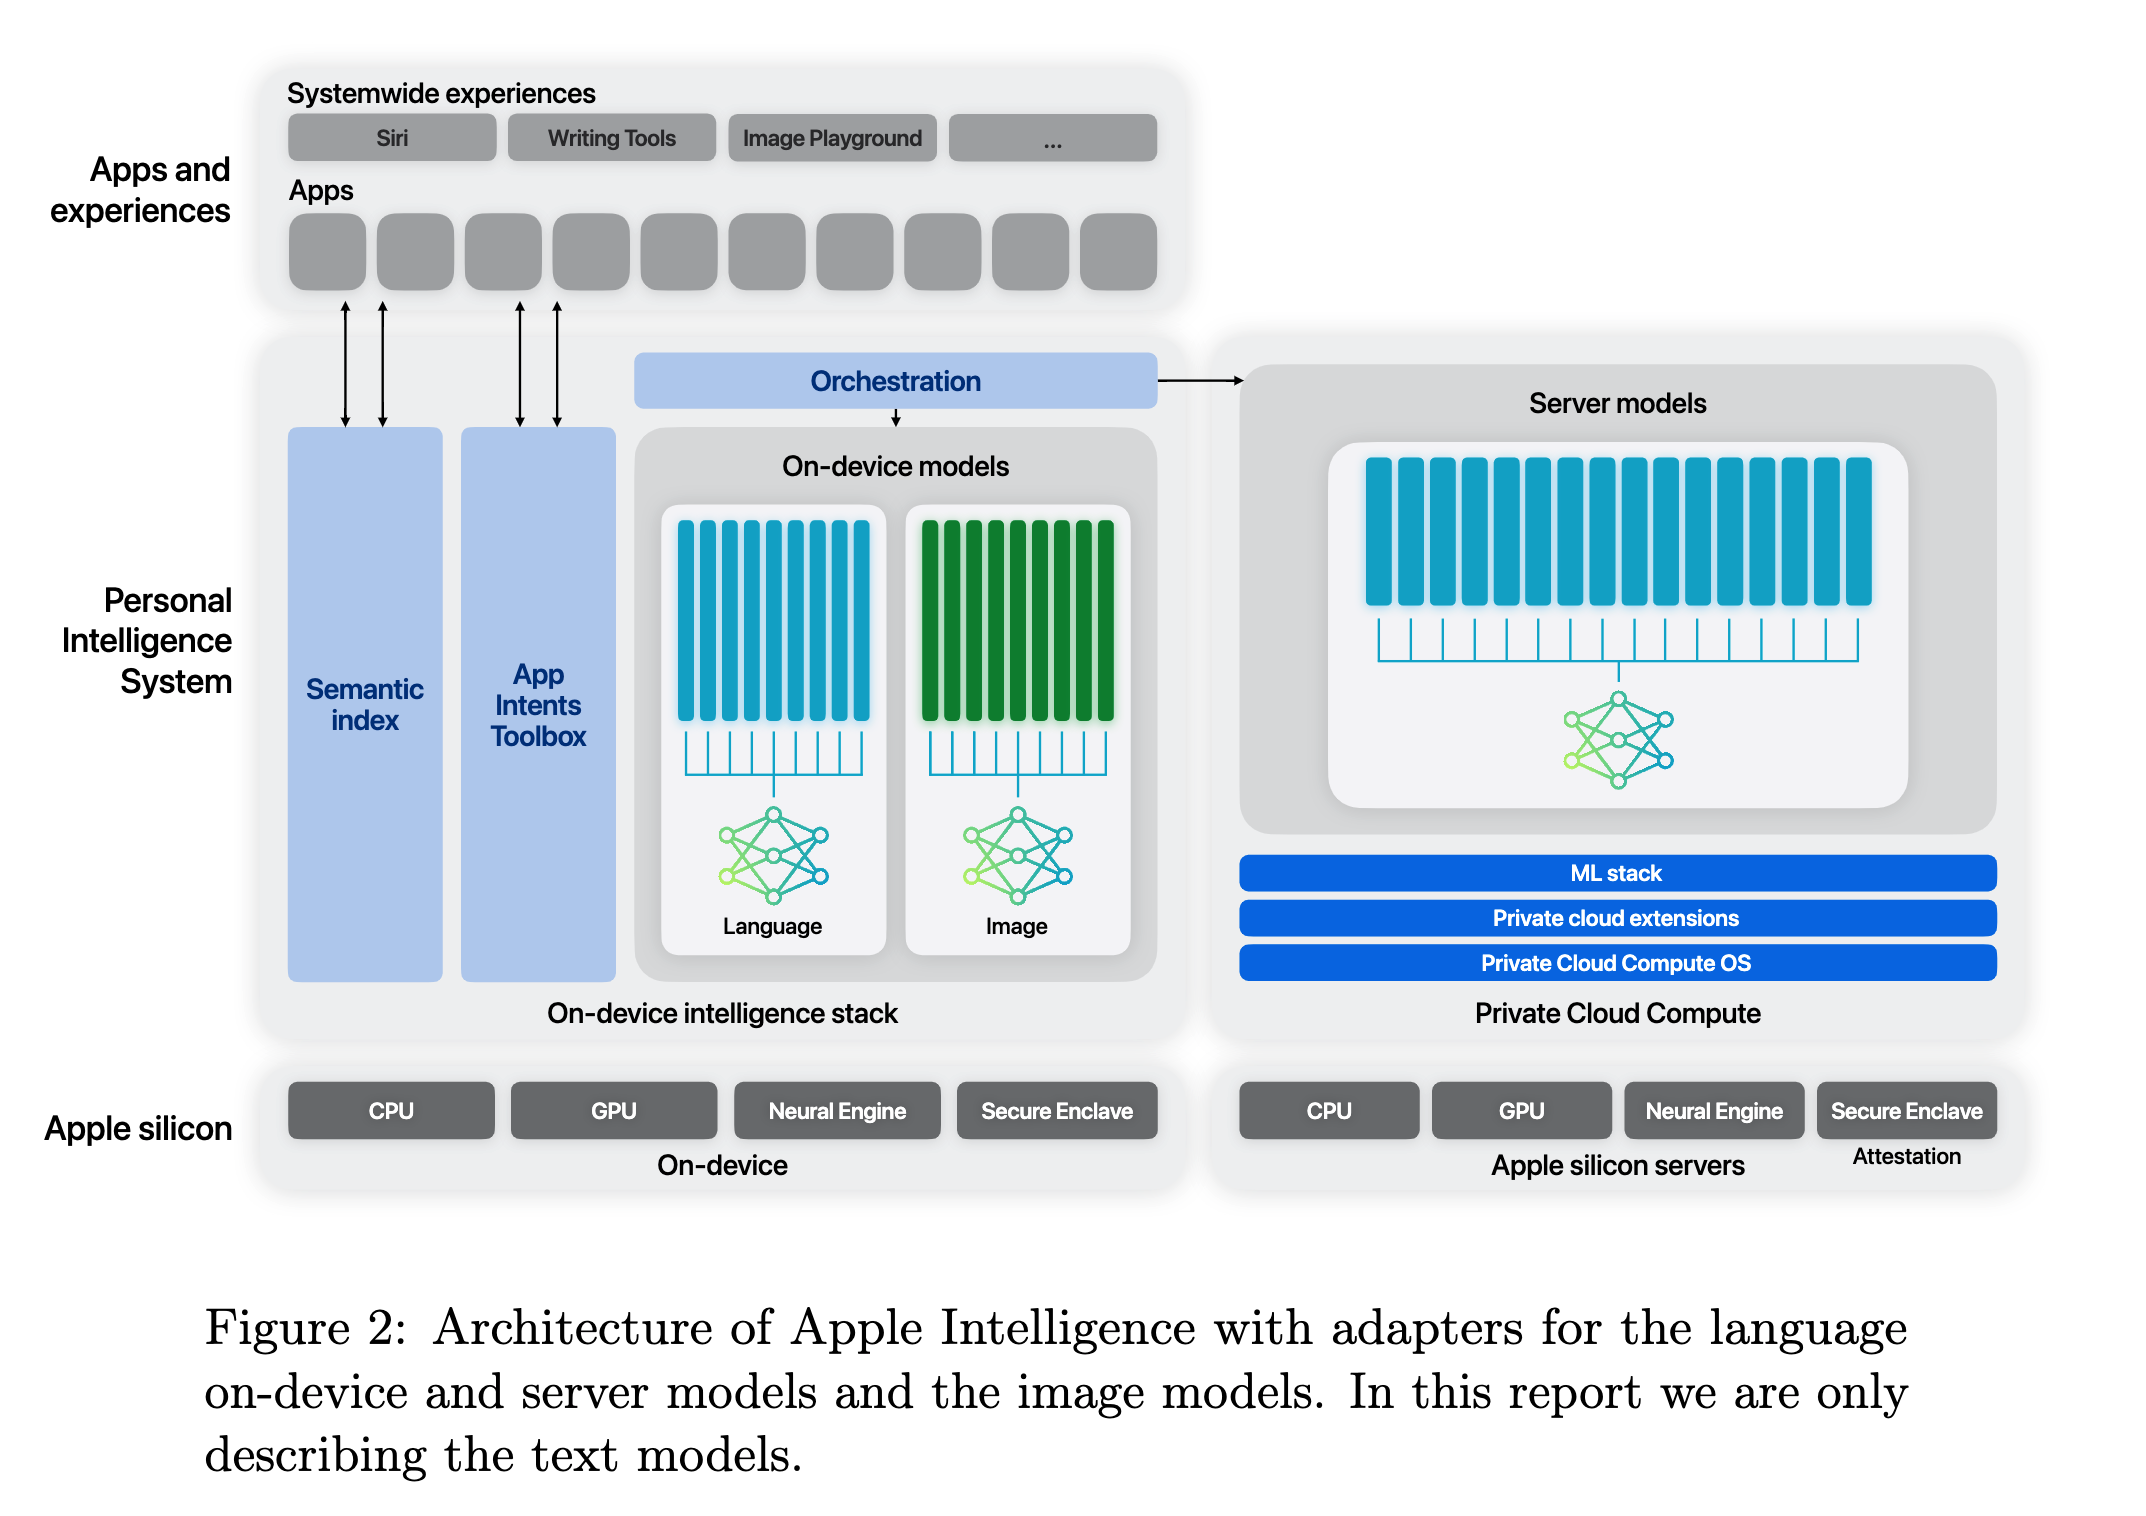 Systemwide experiences
Siri
Writing Tools
Image Playground
...
Apps and
experiences
Apps
Orchestration
Server models
On-device models
Personal
Intelligence
System
Semantic
index
App
Intents
Toolbox
Language
Image
ML stack
Private cloud extensions
Private Cloud Compute OS
On-device intelligence stack
Private Cloud Compute
Apple silicon
CPU
GPU
Neural Engine
Secure Enclave
On-device
CPU
GPU
Neural Engine
Secure Enclave
Attestation
Apple silicon servers
Figure 2: Architecture of Apple Intelligence with adapters for the language
on-device and server models and the image models. In this report we are only
describing the text models.